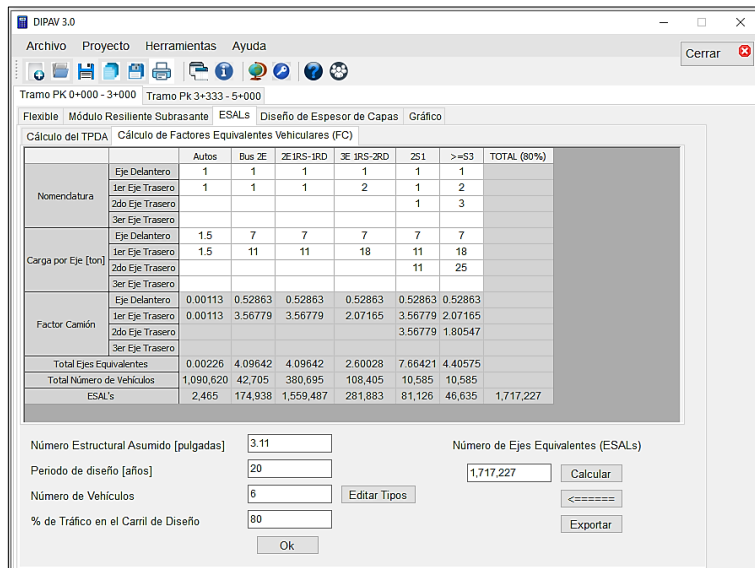 DIPAV 3.0
Archivo Proyecto Herramientas Ayuda
Cerrar
Tramo PK 0+000 - 3+000 Tramo Pk 3+333 - 5+000
Flexible Módulo Resiliente Subrasante ESALs Diseño de Espesor de Capas Gráfico
Cálculo del TPDA Cálculo de Factores Equivalentes Vehiculares (FC)
Autos Bus 2E 2E1RS-1RD 3E 1RS-2RD 2S1 >=S3 TOTAL (80%)
Nomenclatura
Eje Delantero 1 1 1 1 1 1
1er Eje Trasero 1 1 1 2 1 2
2do Eje Trasero 1 3
3er Eje Trasero
Carga por Eje [ton]
Eje Delantero 1.5 7 7 7 7 7
1er Eje Trasero 1.5 11 11 18 11 18
2do Eje Trasero 11 25
3er Eje Trasero
Factor Camión
Eje Delantero 0.00113 0.52863 0.52863 0.52863 0.52863 0.52863
1er Eje Trasero 0.00113 3.56779 3.56779 2.07165 3.56779 2.07165
2do Eje Trasero 3.56779 1.80547
3er Eje Trasero
Total Ejes Equivalentes 0.00226 4.09642 4.09642 2.60028 7.66421 4.40575
Total Número de Vehículos 1,090,620 42,705 380,695 108,405 10,585 10,585
ESAL's 2,465 174,938 1,559,487 281,883 81,126 46,635 1,717,227
Número Estructural Asumido [pulgadas] 3.11
Periodo de diseño [años] 20
Número de Vehículos 6 Editar Tipos
% de Tráfico en el Carril de Diseño 80
Ok
Número de Ejes Equivalentes (ESALs)
1,717,227 Calcular
<======
Exportar